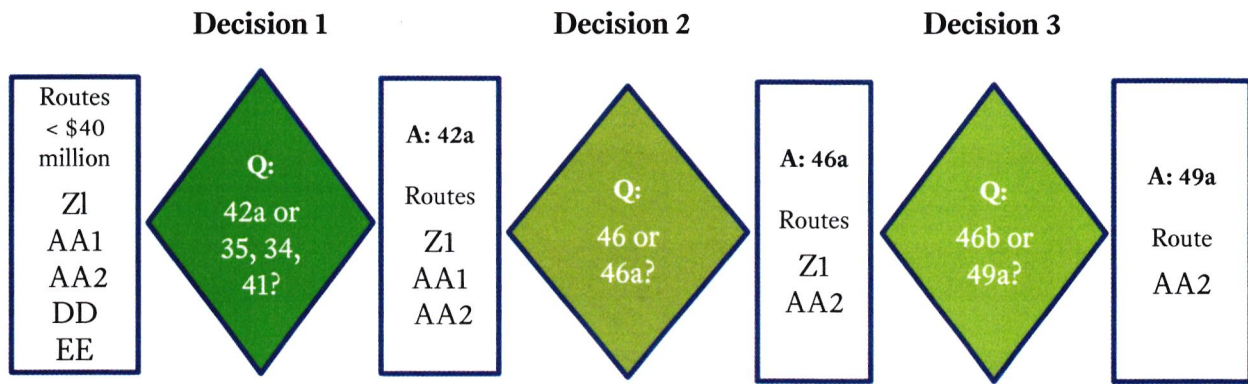 Decision 1
Decision 2
Decision 3
Routes
< $40
million
Zl
AA1
AA2
DD
EE
Q:
42a or
35, 34,
41?
A: 42a
Routes
Z1
AA1
AA2
Q:
46 or
46a?
A: 46a
Routes
Z1
AA2
Q:
46b or
49a?
A: 49a
Route
AA2